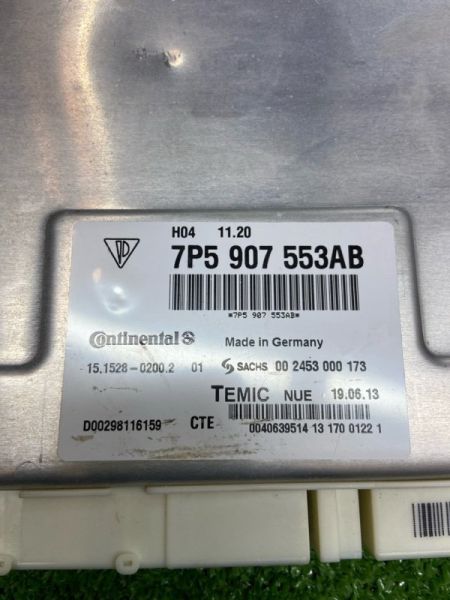 H04 11.20
7P5 907 553AB
*7P5 907 553AB*
Continental Made in Germany
15.1528-0200.2 01 SACHS 00 2453 000 173
TEMIC NUE 19.06.13
D00298116159 CTE 0040639514 13 170 0122 1